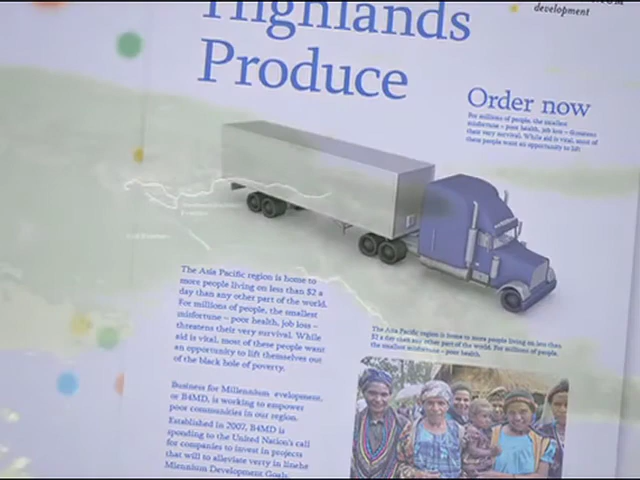 Highlands
Produce
development
Order now
For millions of people, the smallest
misfortune – poor health, job loss – threatens
their very survival. While aid is vital, most of
these people want an opportunity to lift
The Asia Pacific region is home to
more people living on less than $2 a
day than any other part of the world.
For millions of people, the smallest
misfortune – poor health, job loss –
threatens their very survival. While
aid is vital, most of these people want
an opportunity to lift themselves out
of the black hole of poverty.
The Asia Pacific region is home to more people living on less than
$2 a day than any other part of the world. For millions of people,
the smallest misfortune – poor health.
Business for Millennium evelopment,
or B4MD, is working to empower
poor communities in our region.
Established in 2007, B4MD is
sponding to the United Nation's call
for companies to invest in projects
that will to alleviate verty in
Miennium Development Goals